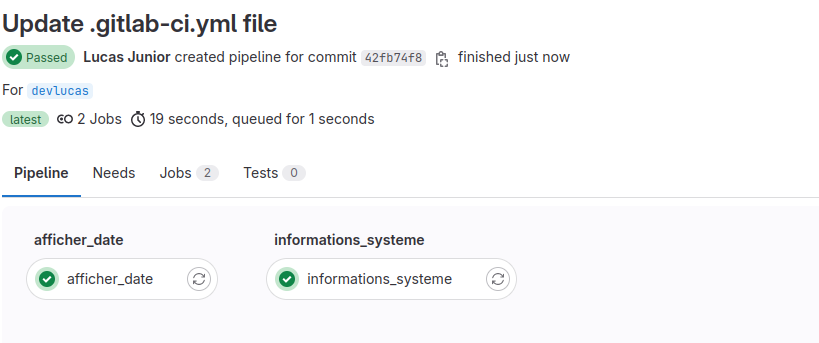 Update .gitlab-ci.yml file
Passed Lucas Junior created pipeline for commit 42fb74f8 finished just now
For devlucas
latest 2 Jobs 19 seconds, queued for 1 seconds
Pipeline Needs Jobs 2 Tests 0
afficher_date informations_systeme
afficher_date informations_systeme